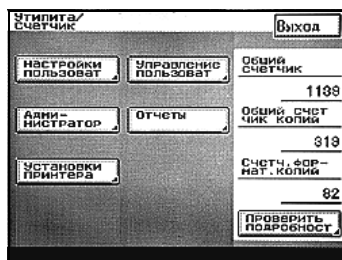 Утилита/
Счетчик
Выход
Настройки
пользоват
Управление
пользоват
Общий
счетчик
1139
Адми-
нистратор
Отчеты
Общий счет
чик копий
319
Установки
принтера
Счетч.фор-
мат.копий
82
Проверить
подробност